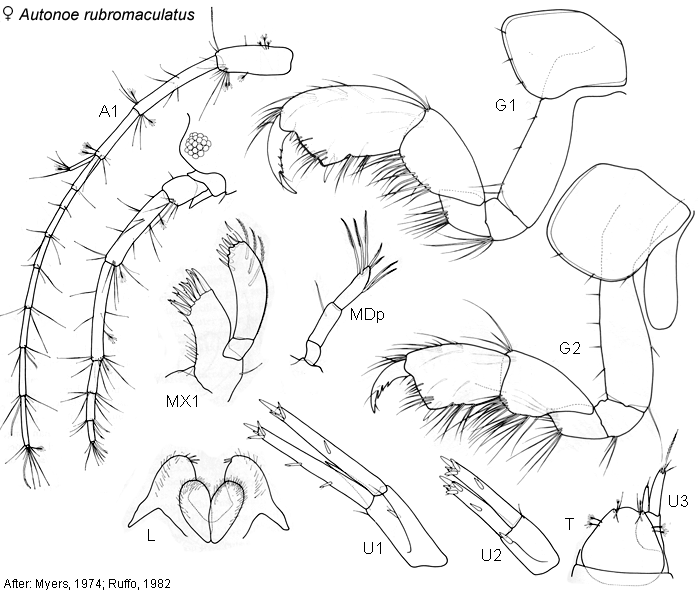 ♀ Autonoe rubromaculatus
A1
G1
MDp
G2
MX1
L
U1
U2
T
U3
After: Myers, 1974; Ruffo, 1982